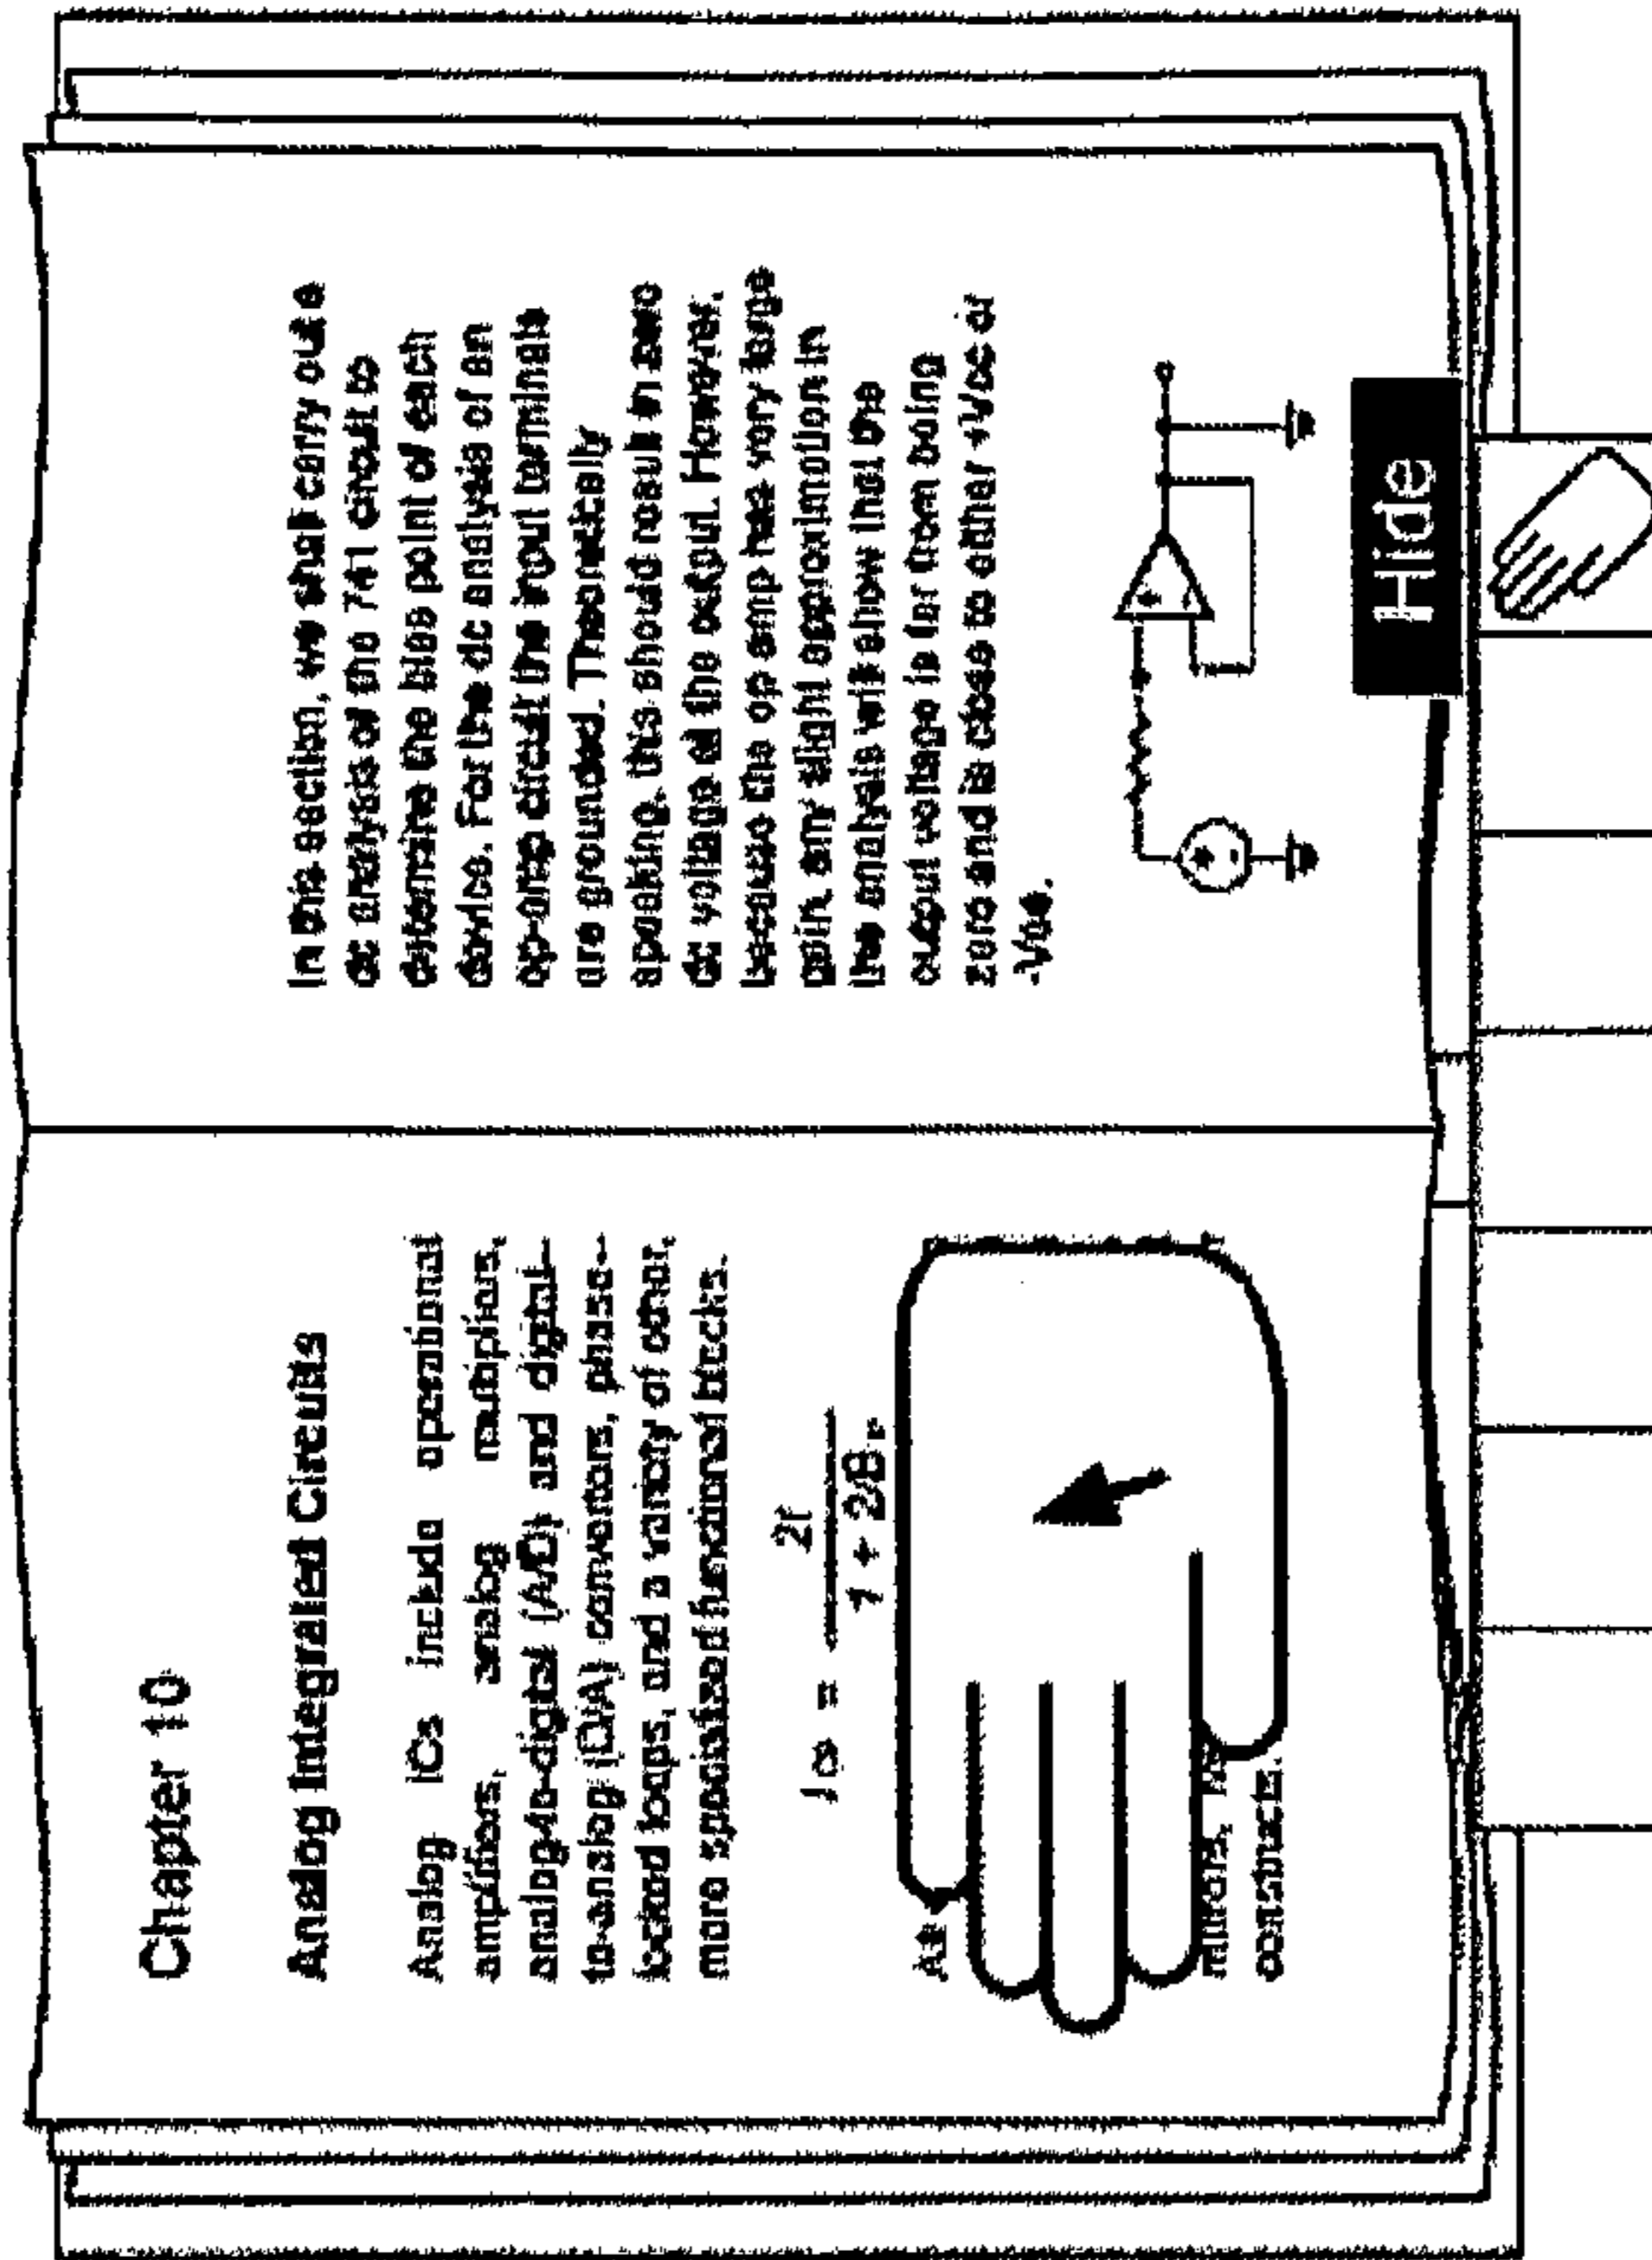 Chapter 10
Analog Integrated Circuits
Analog ICs include operational
amplifiers, analog multipliers,
analog-to-digital (A/D) and digital-
to-analog (D/A) convertors, phase-
locked loops, and a variety of other,
more specialized functional blocks.
2I
Io =
1 + 2/B.
As
mirrors,
constructs.
In this section, we shall carry out a
dc analysis of the 741 circuit to
determine the bias point of each
device. For the dc analysis of an
op-amp circuit the input terminals
are grounded. Theoretically
speaking, this should result in zero
dc voltage at the output. However,
because the op amp has very large
gain, any slight approximation in
the analysis will show that the
output voltage is far from being
zero and is close to either +Vcc or
-Vee.
Hide